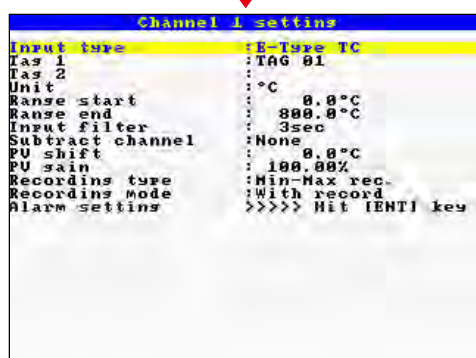 Channel 1 setting
Input type :E-Type TC
Tag 1 :TAG 01
Tag 2 :
Unit :°C
Range start : 0.0°C
Range end : 800.0°C
Input filter : 3sec
Subtract channel :None
PV shift : 0.0°C
PV gain : 100.00%
Recording type :Min-Max rec.
Recording mode :With record
Alarm setting >>>>> Hit [ENT] key